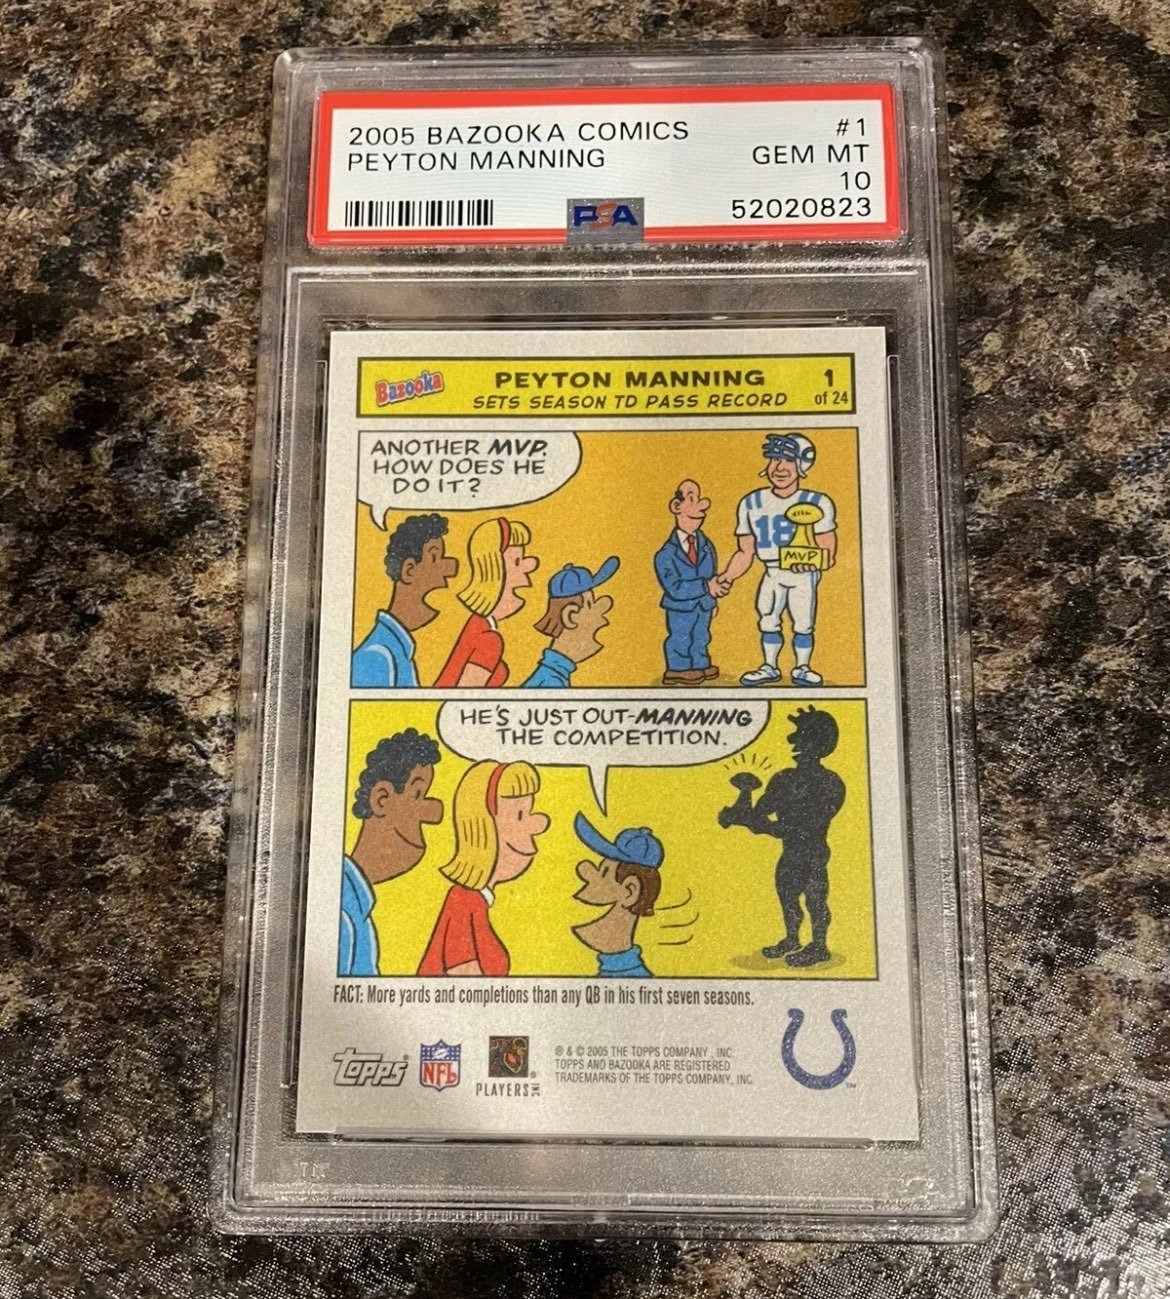 2005 BAZOOKA COMICS #1
PEYTON MANNING GEM MT
10
PSA 52020823
Bazooka PEYTON MANNING 1
SETS SEASON TD PASS RECORD of 24
ANOTHER MVP.
HOW DOES HE
DO IT?
18
MVP
HE'S JUST OUT-MANNING
THE COMPETITION.
FACT: More yards and completions than any QB in his first seven seasons.
topps
NFL
PLAYERS INC
® & © 2005 THE TOPPS COMPANY, INC.
TOPPS AND BAZOOKA ARE REGISTERED
TRADEMARKS OF THE TOPPS COMPANY, INC.
TM